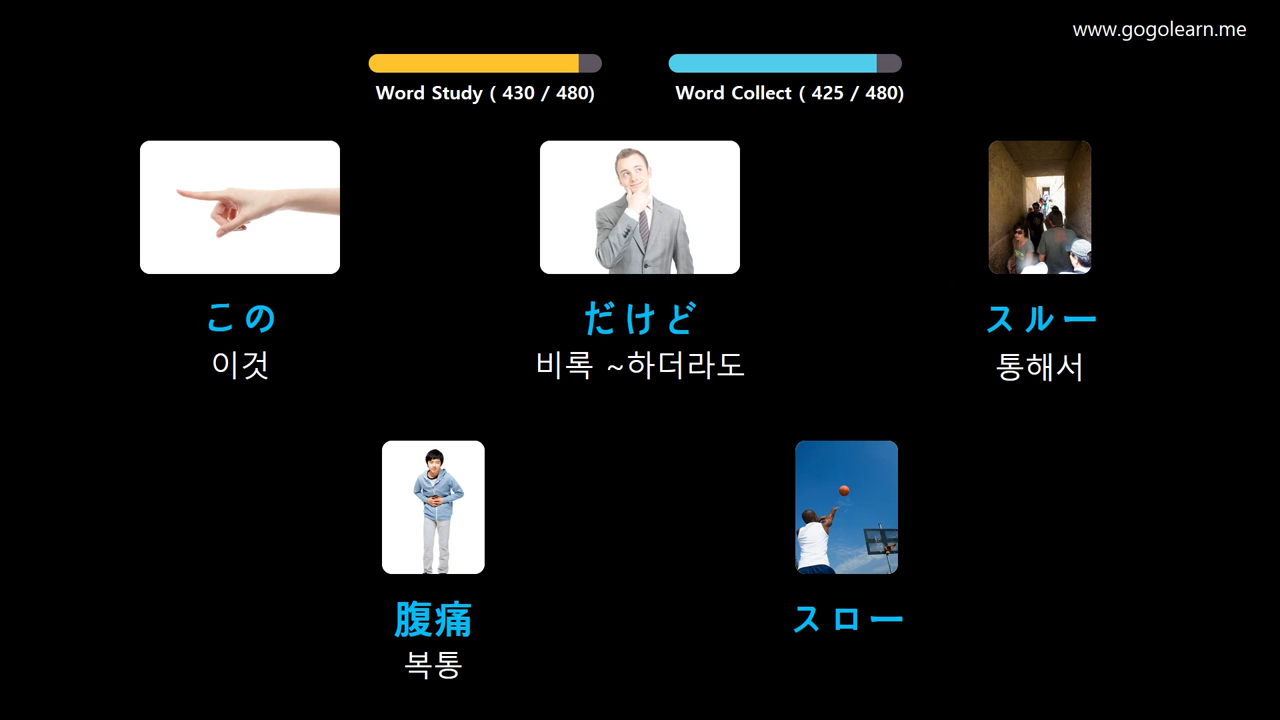 www.gogolearn.me
Word Study ( 430 / 480)
Word Collect ( 425 / 480)
この
이것
だけど
비록 ~하더라도
スルー
통해서
腹痛
복통
スロー